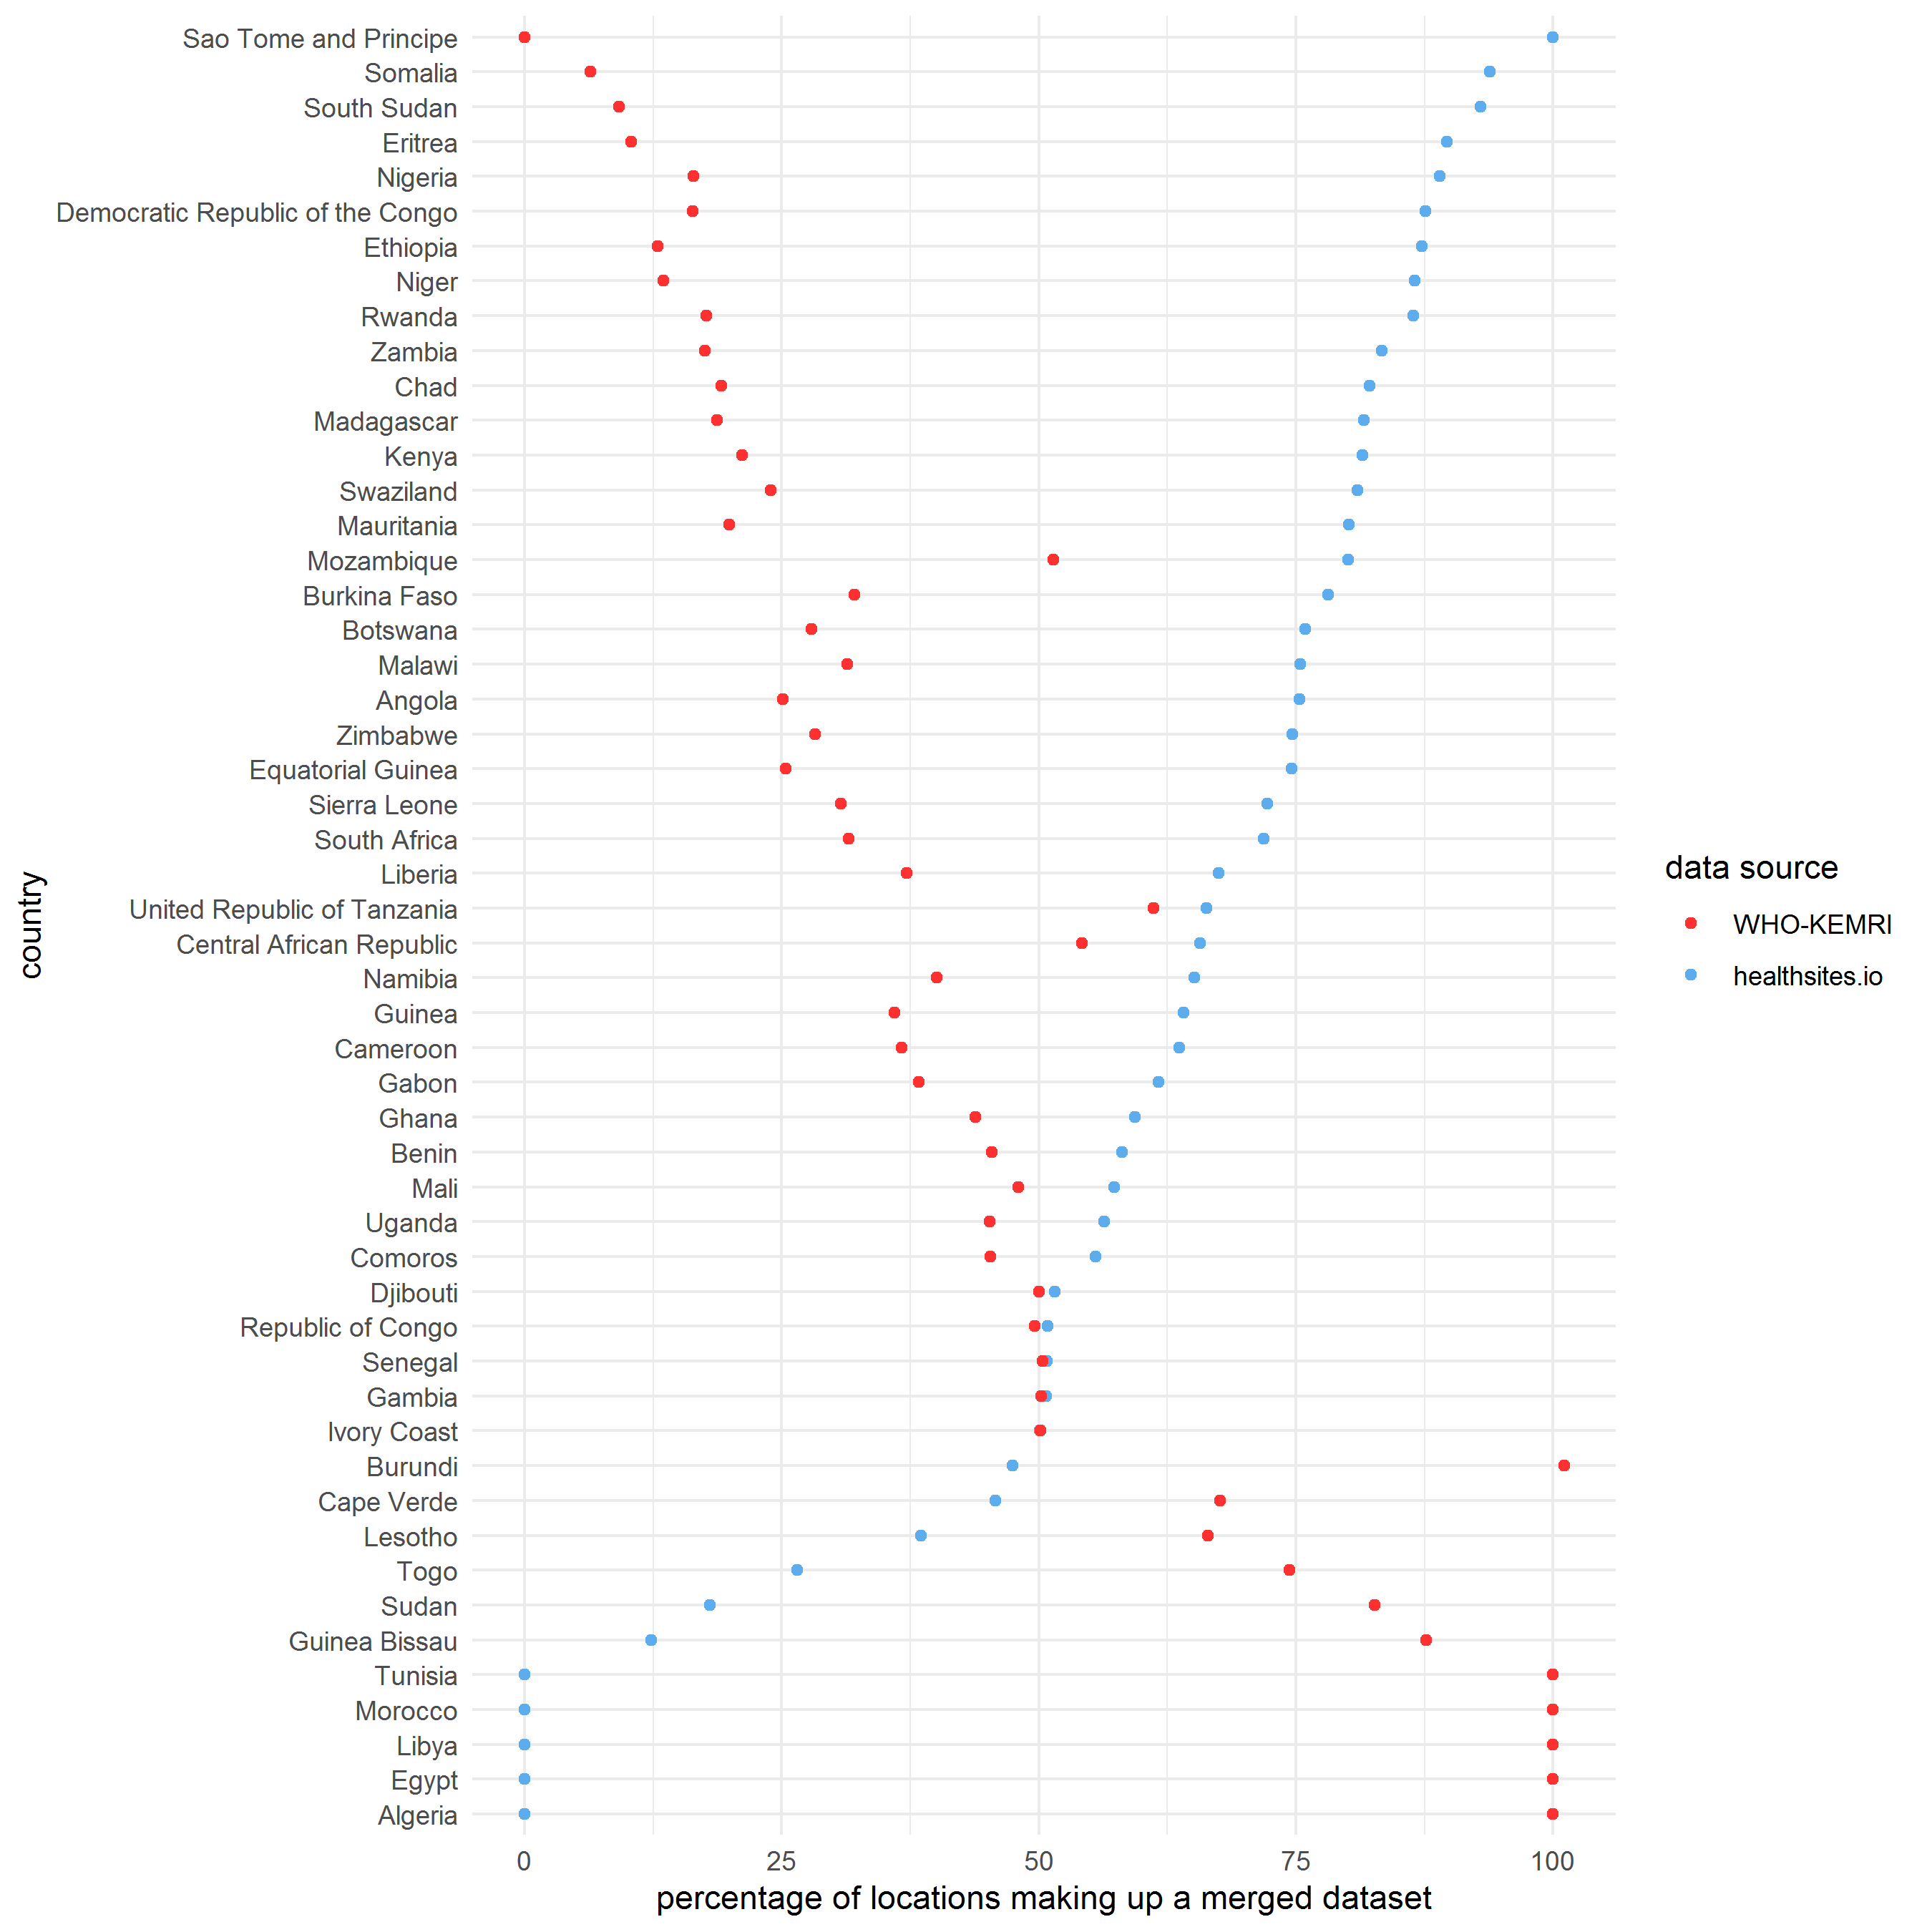 Sao Tome and Principe
Somalia
South Sudan
Eritrea
Nigeria
Democratic Republic of the Congo
Ethiopia
Niger
Rwanda
Zambia
Chad
Madagascar
Kenya
Swaziland
Mauritania
Mozambique
Burkina Faso
Botswana
Malawi
Angola
Zimbabwe
Equatorial Guinea
Sierra Leone
South Africa
Liberia
United Republic of Tanzania
Central African Republic
Namibia
Guinea
Cameroon
Gabon
Ghana
Benin
Mali
Uganda
Comoros
Djibouti
Republic of Congo
Senegal
Gambia
Ivory Coast
Burundi
Cape Verde
Lesotho
Togo
Sudan
Guinea Bissau
Tunisia
Morocco
Libya
Egypt
Algeria
country
0 25 50 75 100
percentage of locations making up a merged dataset
data source
WHO-KEMRI
healthsites.io